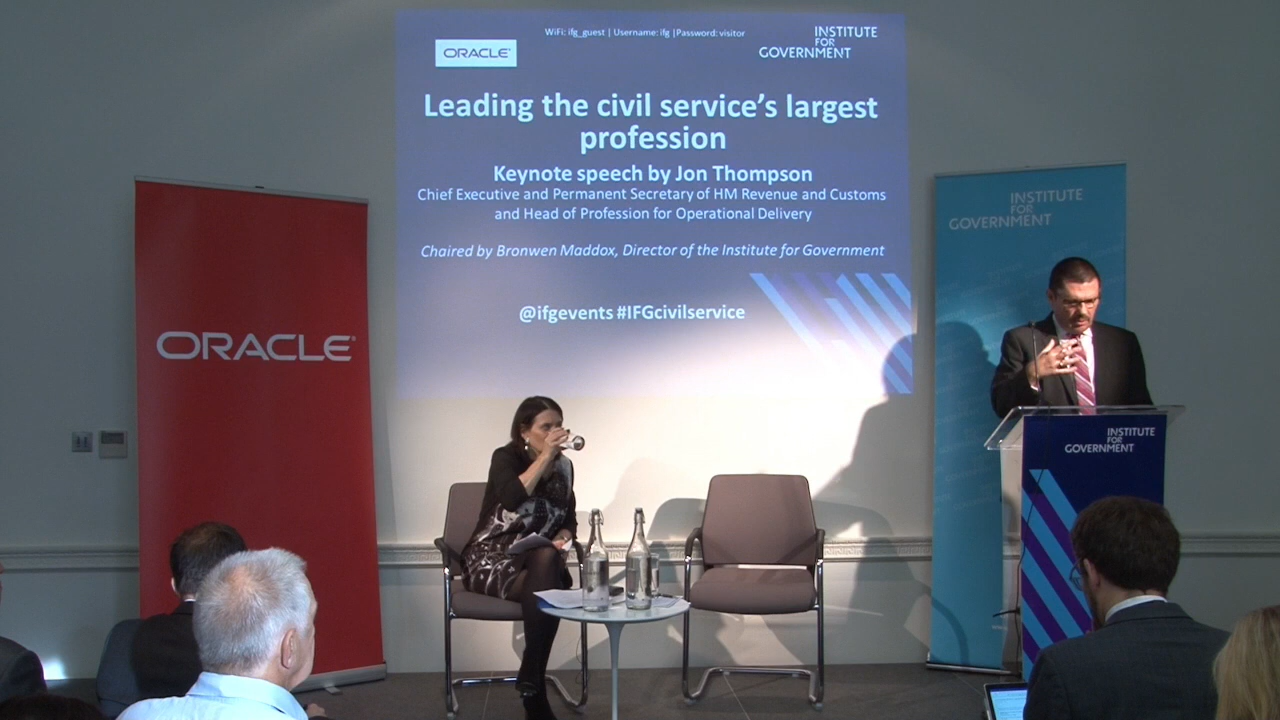 WiFi: ifg_guest | Username: ifg |Password: visitor
ORACLE
INSTITUTE
FOR
GOVERNMENT
Leading the civil service's largest
profession
Keynote speech by Jon Thompson
Chief Executive and Permanent Secretary of HM Revenue and Customs
and Head of Profession for Operational Delivery
Chaired by Bronwen Maddox, Director of the Institute for Government
@ifgevents #IFGcivilservice
ORACLE
INSTITUTE
FOR
GOVERNMENT
INSTITUTE
FOR
GOVERNMENT